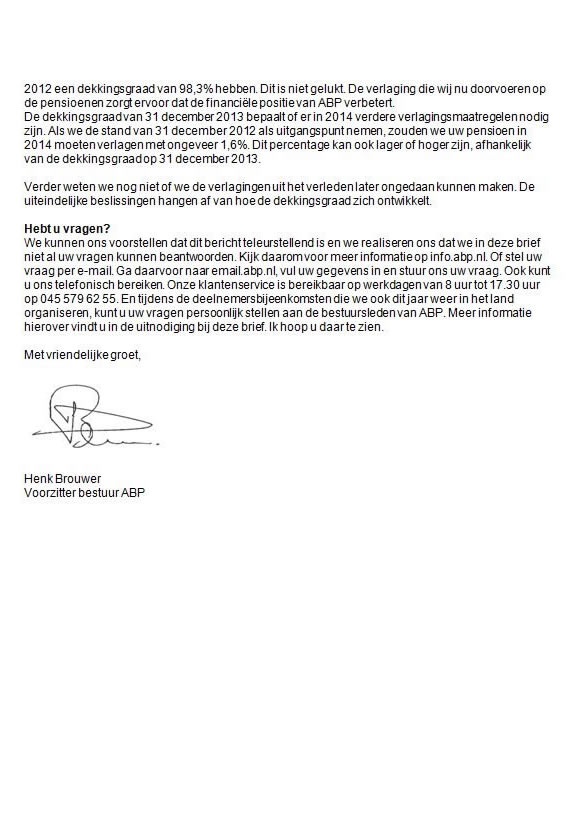 2012 een dekkingsgraad van 98,3% hebben. Dit is niet gelukt. De verlaging die wij nu doorvoeren op
de pensioenen zorgt ervoor dat de financiële positie van ABP verbetert.
De dekkingsgraad van 31 december 2013 bepaalt of er in 2014 verdere verlagingsmaatregelen nodig
zijn. Als we de stand van 31 december 2012 als uitgangspunt nemen, zouden we uw pensioen in
2014 moeten verlagen met ongeveer 1,6%. Dit percentage kan ook lager of hoger zijn, afhankelijk
van de dekkingsgraad op 31 december 2013.
Verder weten we nog niet of we de verlagingen uit het verleden later ongedaan kunnen maken. De
uiteindelijke beslissingen hangen af van hoe de dekkingsgraad zich ontwikkelt.
Hebt u vragen?
We kunnen ons voorstellen dat dit bericht teleurstellend is en we realiseren ons dat we in deze brief
niet al uw vragen kunnen beantwoorden. Kijk daarom voor meer informatie op info.abp.nl. Of stel uw
vraag per e-mail. Ga daarvoor naar email.abp.nl, vul uw gegevens in en stuur ons uw vraag. Ook kunt
u ons telefonisch bereiken. Onze klantenservice is bereikbaar op werkdagen van 8 uur tot 17.30 uur
op 045 579 62 55. En tijdens de deelnemersbijeenkomsten die we ook dit jaar weer in het land
organiseren, kunt u uw vragen persoonlijk stellen aan de bestuursleden van ABP. Meer informatie
hierover vindt u in de uitnodiging bij deze brief. Ik hoop u daar te zien.
Met vriendelijke groet,
Henk Brouwer
Voorzitter bestuur ABP